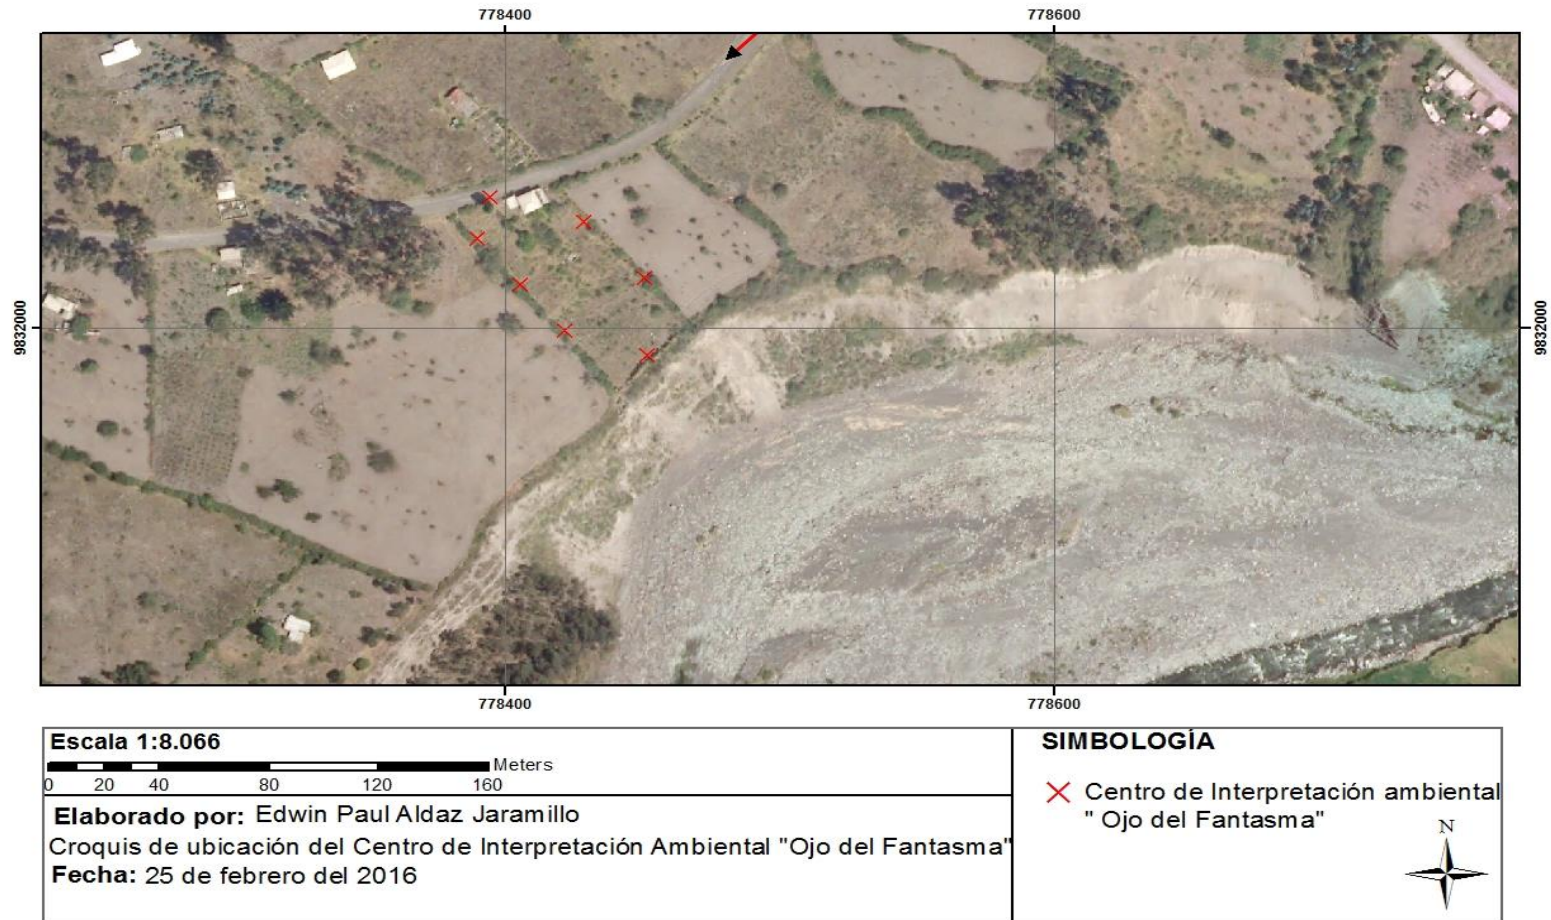 778400 778600
9832000 9832000
778400 778600
Escala 1:8.066
Meters
0 20 40 80 120 160
Elaborado por: Edwin Paul Aldaz Jaramillo
Croquis de ubicación del Centro de Interpretación Ambiental "Ojo del Fantasma"
Fecha: 25 de febrero del 2016
SIMBOLOGÍA
Centro de Interpretación ambiental
" Ojo del Fantasma"
N